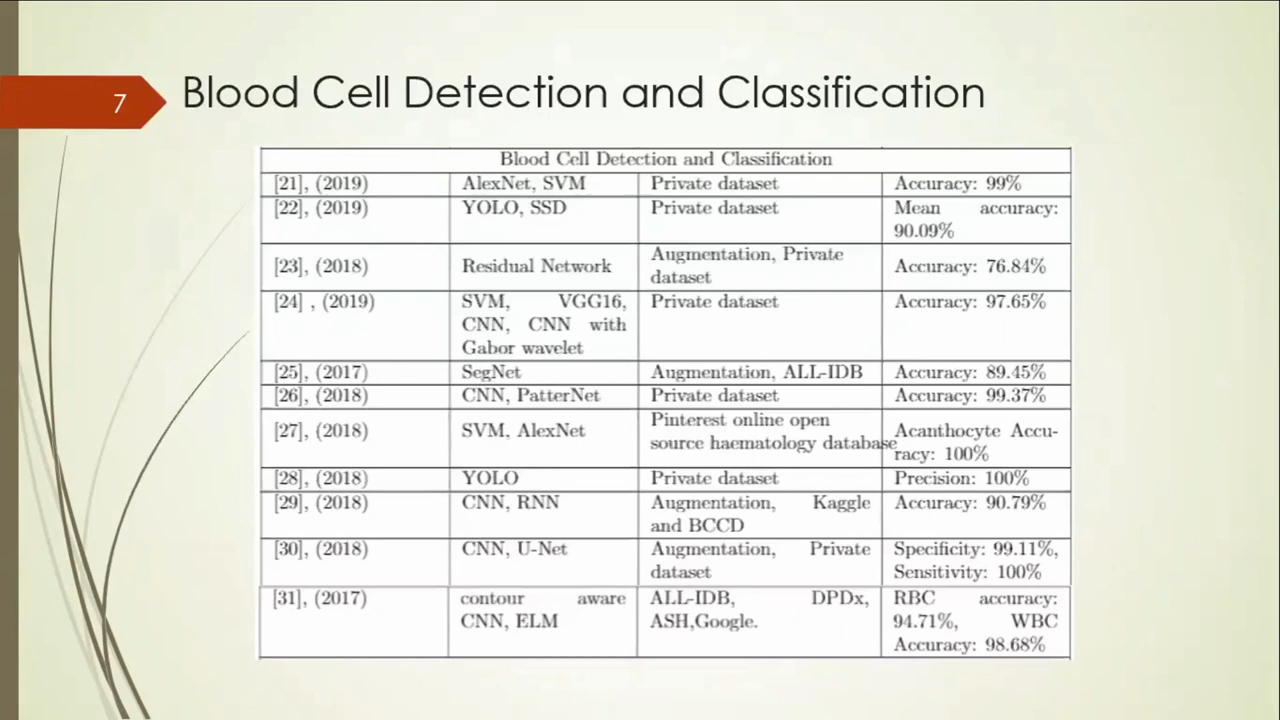 7
Blood Cell Detection and Classification
Blood Cell Detection and Classification
[21], (2019) AlexNet, SVM Private dataset Accuracy: 99%
[22], (2019) YOLO, SSD Private dataset Mean accuracy:
90.09%
[23], (2018) Residual Network Augmentation, Private
dataset Accuracy: 76.84%
[24] , (2019) SVM, VGG16, Private dataset Accuracy: 97.65%
CNN, CNN with
Gabor wavelet
[25], (2017) SegNet Augmentation, ALL-IDB Accuracy: 89.45%
[26], (2018) CNN, PatterNet Private dataset Accuracy: 99.37%
[27], (2018) SVM, AlexNet Pinterest online open
source haematology database Acanthocyte Accu-
racy: 100%
[28], (2018) YOLO Private dataset Precision: 100%
[29], (2018) CNN, RNN Augmentation, Kaggle Accuracy: 90.79%
and BCCD
[30], (2018) CNN, U-Net Augmentation, Private Specificity: 99.11%,
dataset Sensitivity: 100%
[31], (2017) contour aware ALL-IDB, DPDx, RBC accuracy:
CNN, ELM ASH,Google. 94.71%, WBC
Accuracy: 98.68%